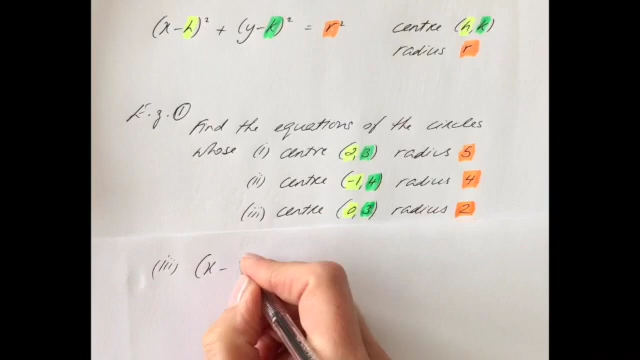 (x-h)² + (y-k)² = r² centre (h,k)
radius r
E.g. ① Find the equations of the circles
whose (i) centre (2,3) radius 5
(ii) centre (-1,4) radius 4
(iii) centre (0,3) radius 2
(iii) (x-